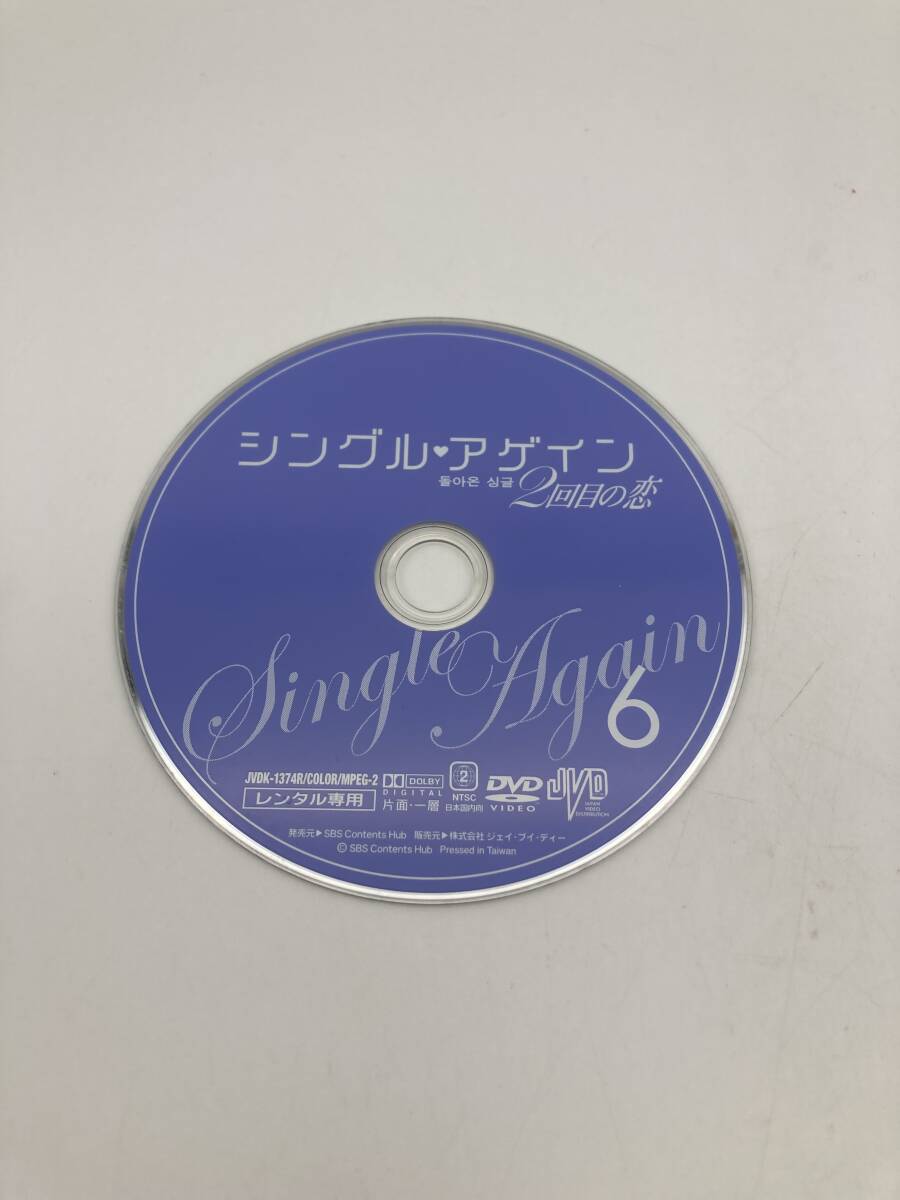 シングル♥アゲイン
돌아온 싱글 2回目の恋
Single Again
6
JVDK-1374R/COLOR/MPEG-2 DOLBY DIGITAL 2 DVD JVD
レンタル専用 片面・一層 NTSC 日本国内向 VIDEO JAPAN VIDEO DISTRIBUTION
発売元▶SBS Contents Hub 販売元▶株式会社 ジェイ・ブイ・ディー
© SBS Contents Hub Pressed in Taiwan